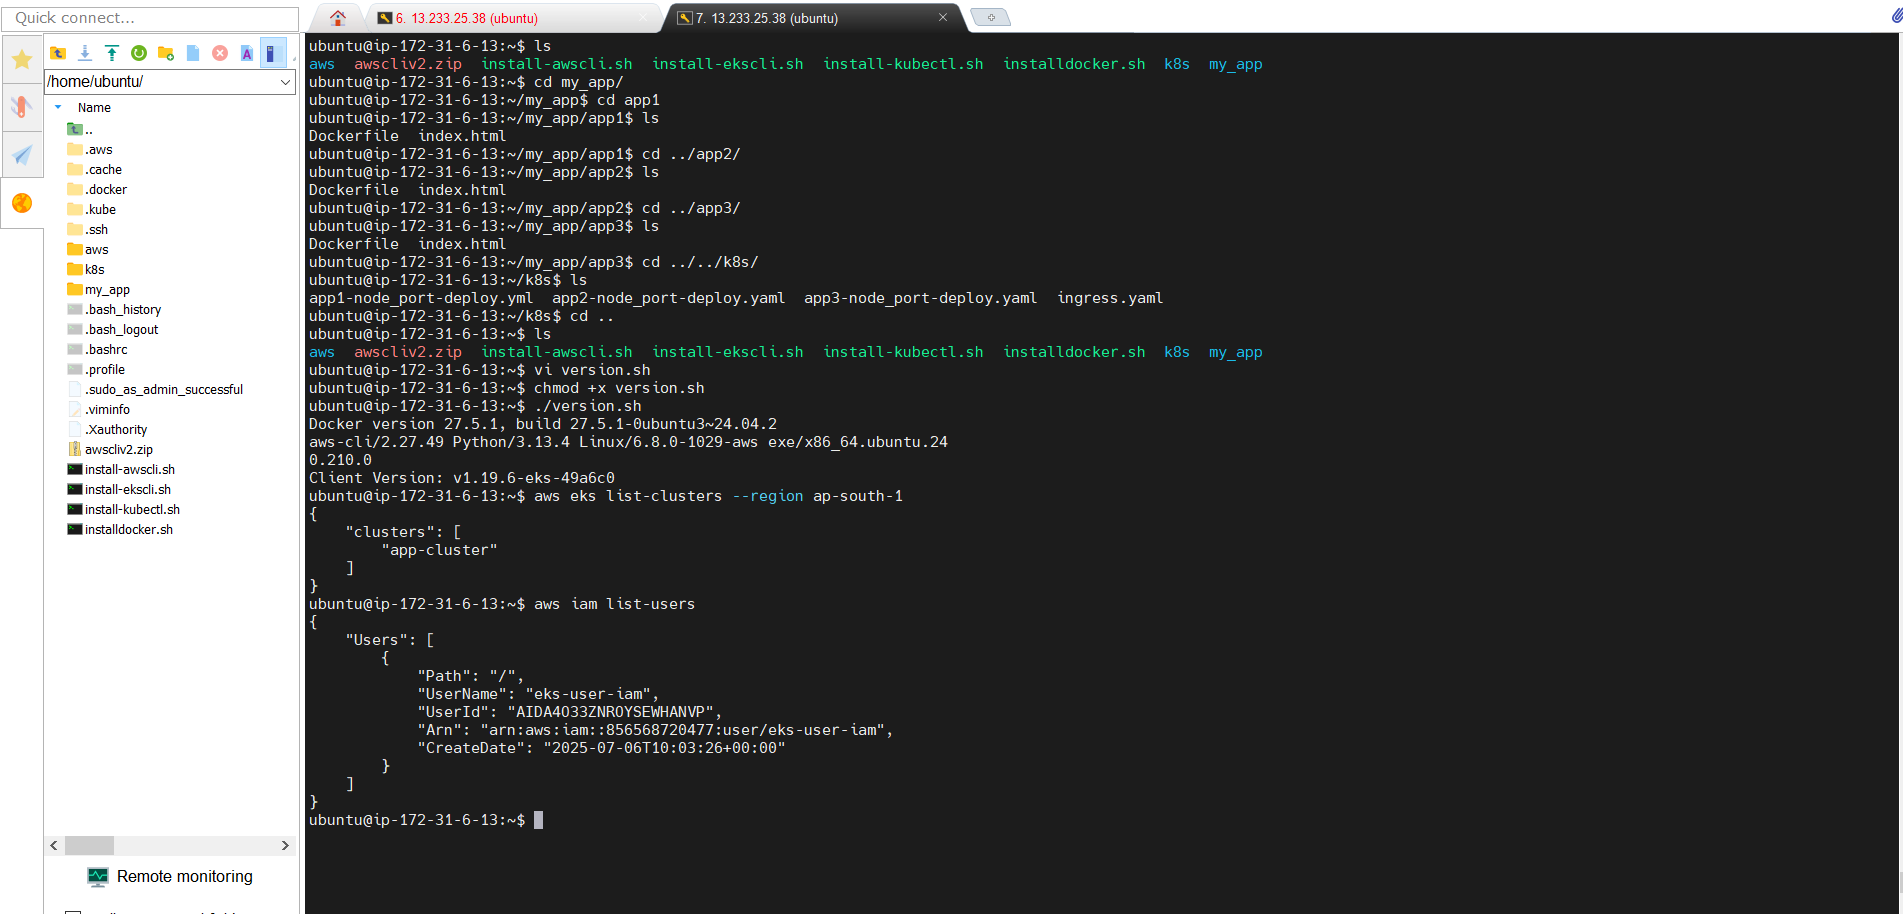 Quick connect...
6. 13.233.25.38 (ubuntu)
7. 13.233.25.38 (ubuntu)
/home/ubuntu/
Name
..
.aws
.cache
.docker
.kube
.ssh
aws
k8s
my_app
.bash_history
.bash_logout
.bashrc
.profile
.sudo_as_admin_successful
.viminfo
.Xauthority
awscliv2.zip
install-awscli.sh
install-ekscli.sh
install-kubectl.sh
installdocker.sh
Remote monitoring
ubuntu@ip-172-31-6-13:~$ ls
aws  awscliv2.zip  install-awscli.sh  install-ekscli.sh  install-kubectl.sh  installdocker.sh  k8s  my_app
ubuntu@ip-172-31-6-13:~$ cd my_app/
ubuntu@ip-172-31-6-13:~/my_app$ cd app1
ubuntu@ip-172-31-6-13:~/my_app/app1$ ls
Dockerfile  index.html
ubuntu@ip-172-31-6-13:~/my_app/app1$ cd ../app2/
ubuntu@ip-172-31-6-13:~/my_app/app2$ ls
Dockerfile  index.html
ubuntu@ip-172-31-6-13:~/my_app/app2$ cd ../app3/
ubuntu@ip-172-31-6-13:~/my_app/app3$ ls
Dockerfile  index.html
ubuntu@ip-172-31-6-13:~/my_app/app3$ cd ../../k8s/
ubuntu@ip-172-31-6-13:~/k8s$ ls
app1-node_port-deploy.yml  app2-node_port-deploy.yaml  app3-node_port-deploy.yaml  ingress.yaml
ubuntu@ip-172-31-6-13:~/k8s$ cd ..
ubuntu@ip-172-31-6-13:~$ ls
aws  awscliv2.zip  install-awscli.sh  install-ekscli.sh  install-kubectl.sh  installdocker.sh  k8s  my_app
ubuntu@ip-172-31-6-13:~$ vi version.sh
ubuntu@ip-172-31-6-13:~$ chmod +x version.sh
ubuntu@ip-172-31-6-13:~$ ./version.sh
Docker version 27.5.1, build 27.5.1-0ubuntu3~24.04.2
aws-cli/2.27.49 Python/3.13.4 Linux/6.8.0-1029-aws exe/x86_64.ubuntu.24
0.210.0
Client Version: v1.19.6-eks-49a6c0
ubuntu@ip-172-31-6-13:~$ aws eks list-clusters --region ap-south-1
{
    "clusters": [
        "app-cluster"
    ]
}
ubuntu@ip-172-31-6-13:~$ aws iam list-users
{
    "Users": [
        {
            "Path": "/",
            "UserName": "eks-user-iam",
            "UserId": "AIDA4O33ZNROYSEWHANVP",
            "Arn": "arn:aws:iam::856568720477:user/eks-user-iam",
            "CreateDate": "2025-07-06T10:03:26+00:00"
        }
    ]
}
ubuntu@ip-172-31-6-13:~$